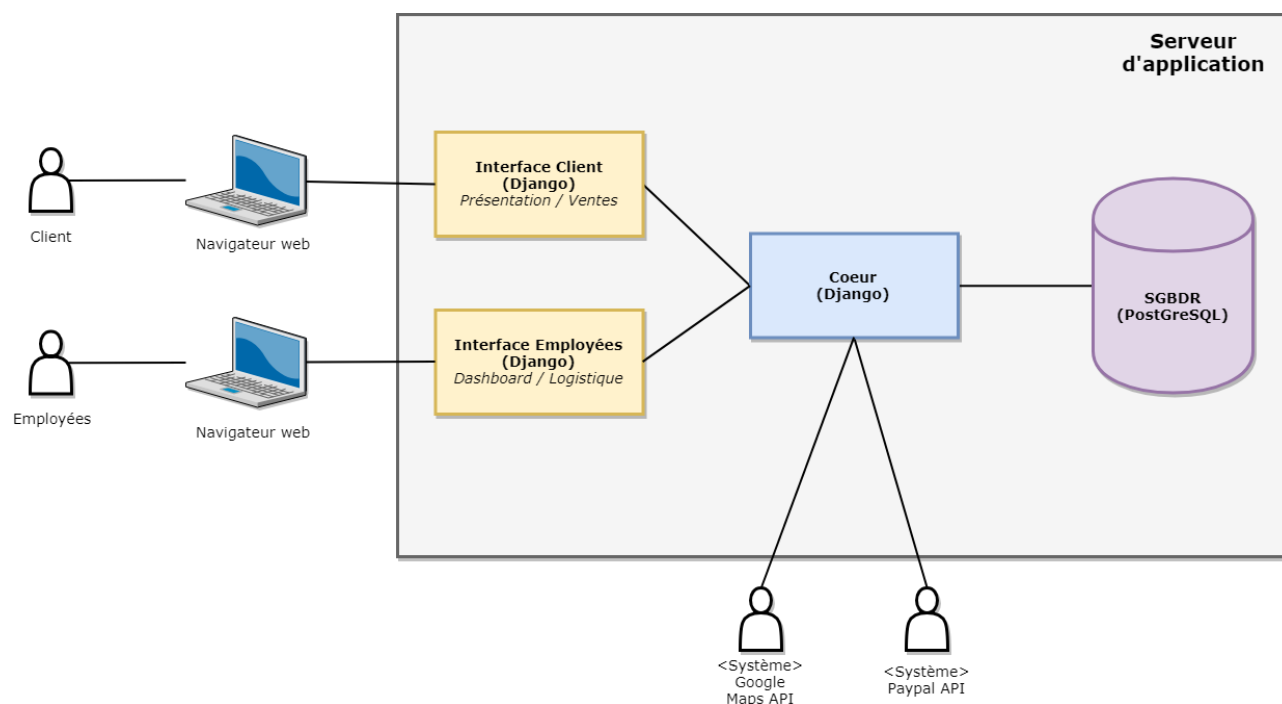 Serveur
d'application
Interface Client
(Django)
Présentation / Ventes
Client
Navigateur web
Coeur
(Django)
SGBDR
(PostGreSQL)
Interface Employées
(Django)
Dashboard / Logistique
Employées
Navigateur web
<Système>
Google
Maps API
<Système>
Paypal API